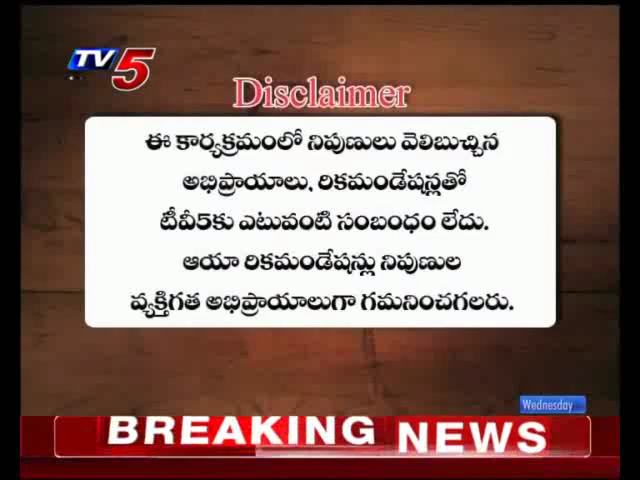 TV5
Disclaimer
ఈ కార్యక్రమంలో నిపుణులు వెలిబుచ్చిన
అభిప్రాయాలు, రికమండేషన్లతో
టీవీ5కు ఎటువంటి సంబంధం లేదు.
ఆయా రికమండేషన్లు నిపుణుల
వ్యక్తిగత అభిప్రాయాలుగా గమనించగలరు.
Wednesday
BREAKING NEWS